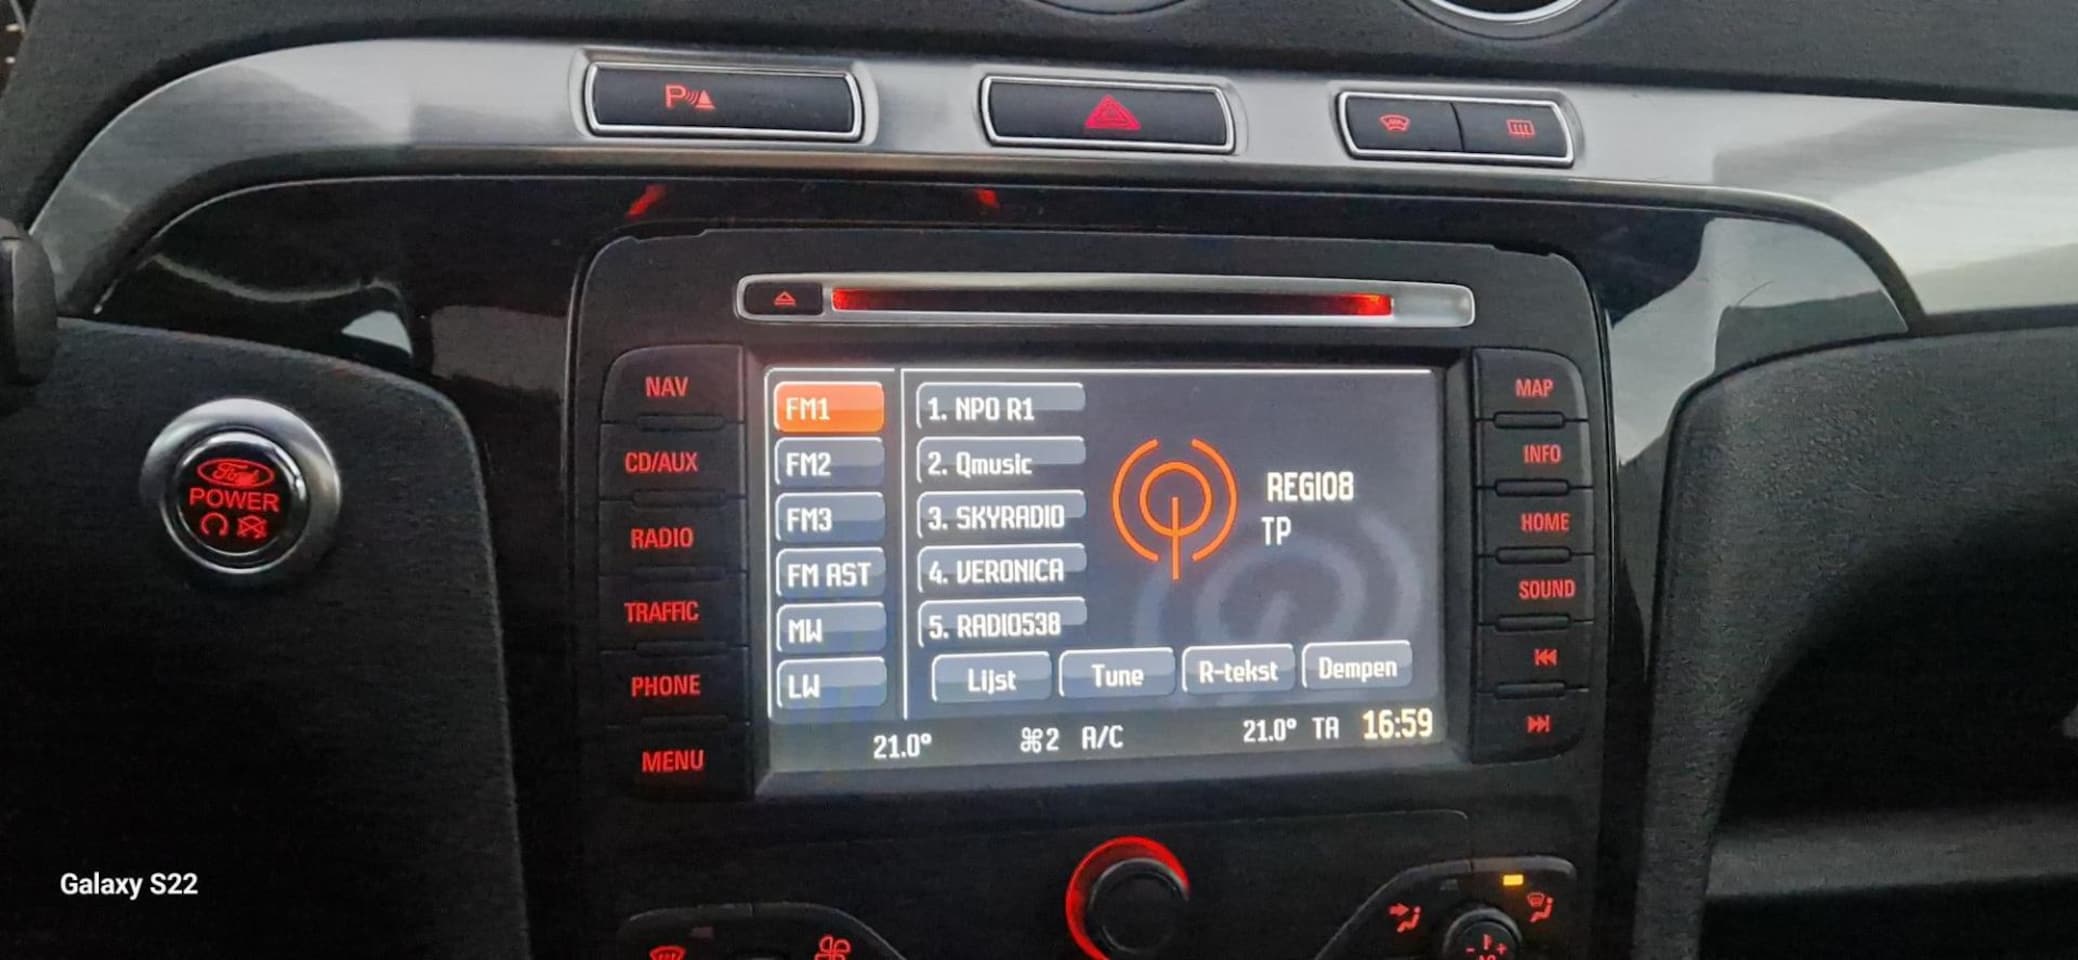 P
Ford
POWER
NAV
CD/AUX
RADIO
TRAFFIC
PHONE
MENU
FM1
FM2
FM3
FM AST
MW
LW
1. NPO R1
2. Qmusic
3. SKYRADIO
4. VERONICA
5. RADIO538
REGIO8
TP
Lijst Tune R-tekst Dempen
21.0° 2 A/C 21.0° TA 16:59
MAP
INFO
HOME
SOUND
Galaxy S22